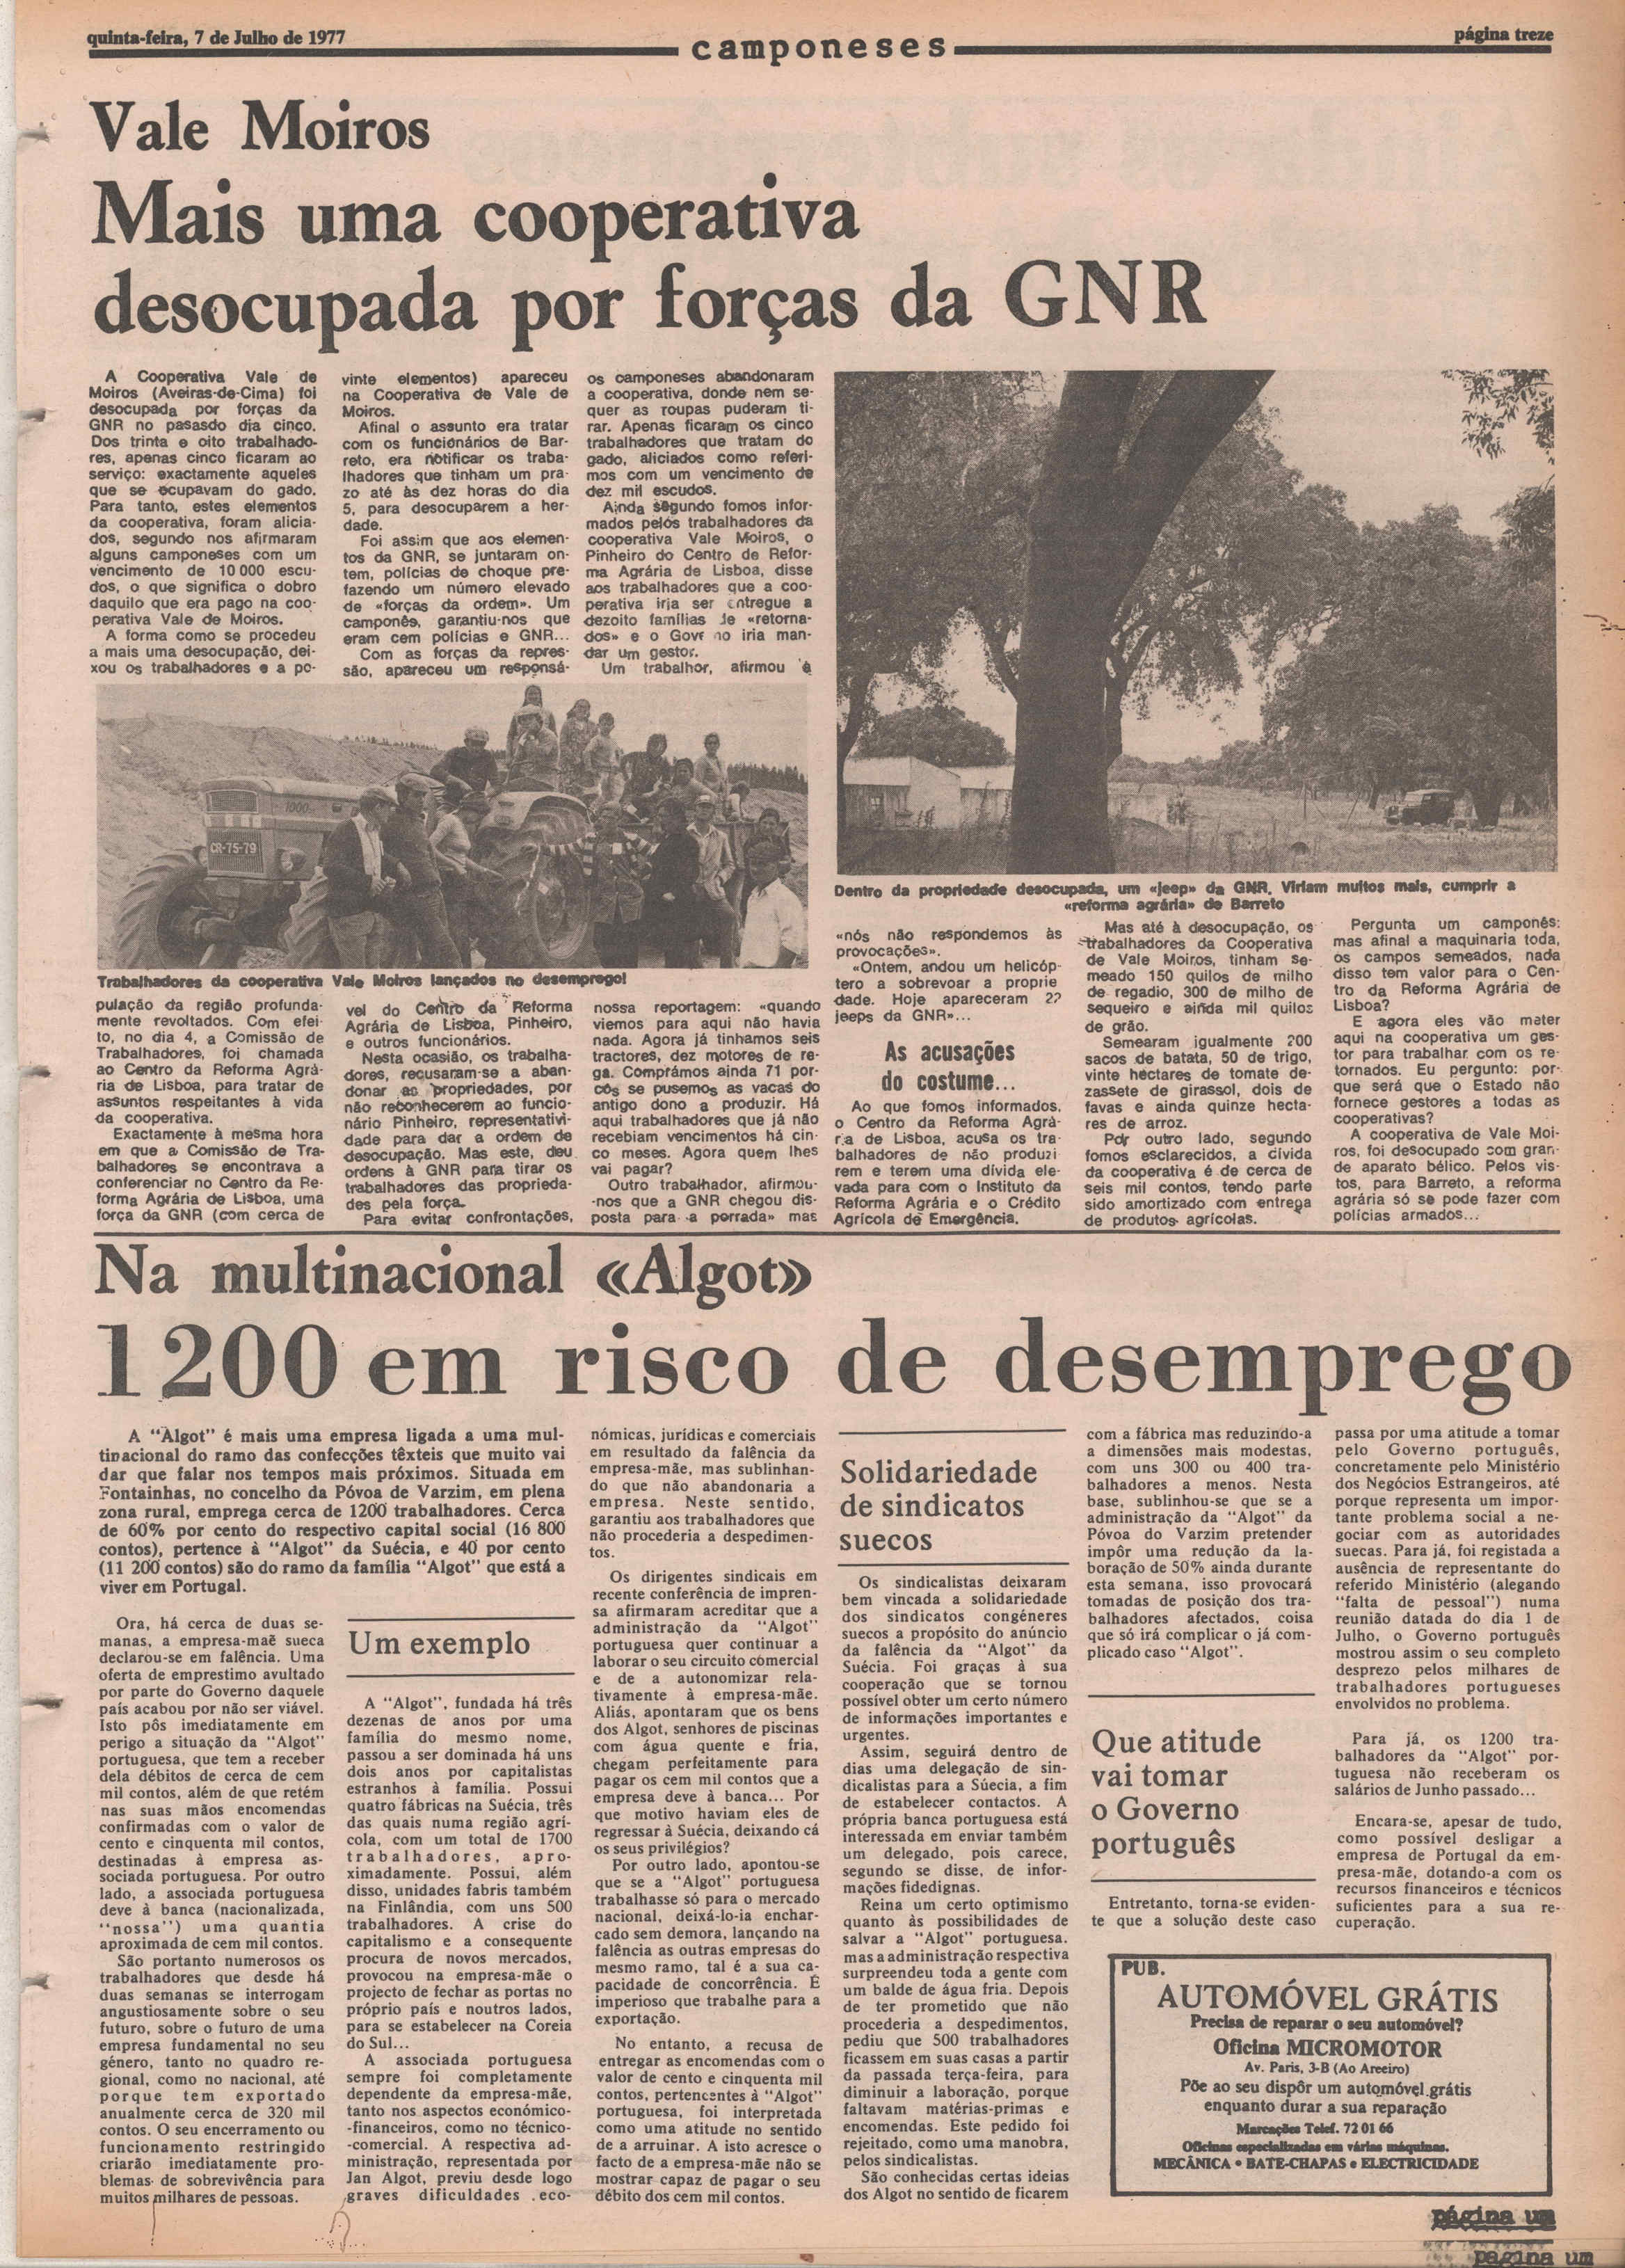 quinta-feira, 7 de Julho de 1977
camponeses
página treze
Vale Moiros
Mais uma cooperativa
desocupada por forças da GNR
A Cooperativa Vale de
Moiros (Aveiras-de-Cima) foi
desocupada por forças da
GNR no pasasdo dia cinco.
Dos trinta e oito trabalhado-
res, apenas cinco ficaram ao
serviço: exactamente aqueles
que se ocupavam do gado.
Para tanto, estes elementos
da cooperativa, foram alicia-
dos, segundo nos afirmaram
alguns camponeses com um
vencimento de 10 000 escu-
dos, o que significa o dobro
daquilo que era pago na coo-
perativa Vale de Moiros.
A forma como se procedeu
a mais uma desocupação, dei-
xou os trabalhadores e a po-
CR-75-79
Trabalhadores da cooperativa Vale Moiros lançados no desemprego!
pulação da região profunda-
mente revoltados. Com efei-
to, no dia 4, a Comissão de
Trabalhadores, foi chamada
ao Centro da Reforma Agrá-
ria de Lisboa, para tratar de
assuntos respeitantes à vida
da cooperativa.
Exactamente à mesma hora
em que a Comissão de Tra-
balhadores se encontrava a
conferenciar no Centro da Re-
forma Agrária de Lisboa, uma
força da GNR (com cerca de
vinte elementos) apareceu
na Cooperativa de Vale de
Moiros.
Afinal o assunto era tratar
com os funcionários de Bar-
reto, era notificar os traba-
lhadores que tinham um pra-
zo até às dez horas do dia
5, para desocuparem a her-
dade.
Foi assim que aos elemen-
tos da GNR, se juntaram on-
tem, polícias de choque pre-
fazendo um número elevado
de «forças da ordem». Um
camponês, garantiu-nos que
eram cem polícias e GNR...
Com as forças da repres-
são, apareceu um responsá-
vel do Centro da Reforma
Agrária de Lisboa, Pinheiro,
e outros funcionários.
Nesta ocasião, os trabalha-
dores, recusaram-se a aban-
donar as propriedades, por
não reconhecerem ao funcio-
nário Pinheiro, representativi-
dade para dar a ordem de
desocupação. Mas este, deu
ordens à GNR para tirar os
trabalhadores das proprieda-
des pela força.
Para evitar confrontações,
os camponeses abandonaram
a cooperativa, donde nem se-
quer as roupas puderam ti-
rar. Apenas ficaram os cinco
trabalhadores que tratam do
gado, aliciados como referi-
mos com um vencimento de
dez mil escudos.
Ainda segundo fomos infor-
mados pelos trabalhadores da
cooperativa Vale Moiros, o
Pinheiro do Centro de Refor-
ma Agrária de Lisboa, disse
aos trabalhadores que a coo-
perativa iria ser entregue a
dezoito famílias de «retorna-
dos» e o Gove no iria man-
dar um gestor.
Um trabalhor, afirmou à
nossa reportagem: «quando
viemos para aqui não havia
nada. Agora já tínhamos seis
tractores, dez motores de re-
ga. Comprámos ainda 71 por-
cos se pusemos as vacas do
antigo dono a produzir. Há
aqui trabalhadores que já não
recebiam vencimentos há cin-
co meses. Agora quem lhes
vai pagar?
Outro trabalhador, afirmou-
-nos que a GNR chegou dis-
posta para «a porrada» mas
Dentro da propriedade desocupada, um «jeep» da GNR. Viriam muitos mais, cumprir a
«reforma agrária» de Barreto
«nós não respondemos às
provocações».
«Ontem, andou um helicóp-
tero a sobrevoar a proprie
dade. Hoje apareceram 22
jeeps da GNR»...
As acusações
do costume...
Ao que fomos informados,
o Centro da Reforma Agrá-
ria de Lisboa, acusa os tra-
balhadores de não produzi
rem e terem uma dívida ele-
vada para com o Instituto da
Reforma Agrária e o Crédito
Agrícola de Emergência.
Mas até à desocupação, os
trabalhadores da Cooperativa
de Vale Moiros, tinham se-
meado 150 quilos de milho
de regadio, 300 de milho de
sequeiro e ainda mil quilos
de grão.
Semearam igualmente 200
sacos de batata, 50 de trigo,
vinte héctares de tomate de-
zassete de girassol, dois de
favas e ainda quinze hecta-
res de arroz.
Por outro lado, segundo
fomos esclarecidos, a dívida
da cooperativa é de cerca de
seis mil contos, tendo parte
sido amortizado com entrega
de produtos agrícolas.
Pergunta um camponês:
mas afinal a maquinaria toda,
os campos semeados, nada
disso tem valor para o Cen-
tro da Reforma Agrária de
Lisboa?
E agora eles vão meter
aqui na cooperativa um ges-
tor para trabalhar com os re-
tornados. Eu pergunto: por-
que será que o Estado não
fornece gestores a todas as
cooperativas?
A cooperativa de Vale Moi-
ros, foi desocupado com gran-
de aparato bélico. Pelos vis-
tos, para Barreto, a reforma
agrária só se pode fazer com
polícias armados...
Na multinacional «Algot»
1200 em risco de desemprego
A "Algot" é mais uma empresa ligada a uma mul-
tinacional do ramo das confecções têxteis que muito vai
dar que falar nos tempos mais próximos. Situada em
Fontainhas, no concelho da Póvoa de Varzim, em plena
zona rural, emprega cerca de 1200 trabalhadores. Cerca
de 60% por cento do respectivo capital social (16 800
contos), pertence à "Algot" da Suécia, e 40 por cento
(11 200 contos) são do ramo da família "Algot" que está a
viver em Portugal.
Ora, há cerca de duas se-
manas, a empresa-mãe sueca
declarou-se em falência. Uma
oferta de emprestimo avultado
por parte do Governo daquele
país acabou por não ser viável.
Isto pôs imediatamente em
perigo a situação da "Algot"
portuguesa, que tem a receber
dela débitos de cerca de cem
mil contos, além de que retém
nas suas mãos encomendas
confirmadas com o valor de
cento e cinquenta mil contos,
destinadas à empresa as-
sociada portuguesa. Por outro
lado, a associada portuguesa
deve à banca (nacionalizada,
"nossa") uma quantia
aproximada de cem mil contos.
São portanto numerosos os
trabalhadores que desde há
duas semanas se interrogam
angustiosamente sobre o seu
futuro, sobre o futuro de uma
empresa fundamental no seu
género, tanto no quadro re-
gional, como no nacional, até
porque tem exportado
anualmente cerca de 320 mil
contos. O seu encerramento ou
funcionamento restringido
criarão imediatamente pro-
blemas de sobrevivência para
muitos milhares de pessoas.
Um exemplo
A "Algot", fundada há três
dezenas de anos por uma
família do mesmo nome,
passou a ser dominada há uns
dois anos por capitalistas
estranhos à família. Possui
quatro fábricas na Suécia, três
das quais numa região agrí-
cola, com um total de 1700
trabalhadores, apro-
ximadamente. Possui, além
disso, unidades fabris também
na Finlândia, com uns 500
trabalhadores. A crise do
capitalismo e a consequente
procura de novos mercados,
provocou na empresa-mãe o
projecto de fechar as portas no
próprio país e noutros lados,
para se estabelecer na Coreia
do Sul...
A associada portuguesa
sempre foi completamente
dependente da empresa-mãe,
tanto nos aspectos económico-
-financeiros, como no técnico-
-comercial. A respectiva ad-
ministração, representada por
Jan Algot, previu desde logo
graves dificuldades eco-
nómicas, jurídicas e comerciais
em resultado da falência da
empresa-mãe, mas sublinhan-
do que não abandonaria a
empresa. Neste sentido,
garantiu aos trabalhadores que
não procederia a despedimen-
tos.
Os dirigentes sindicais em
recente conferência de impren-
sa afirmaram acreditar que a
administração da "Algot"
portuguesa quer continuar a
laborar o seu circuito comercial
e de a autonomizar rela-
tivamente à empresa-mãe.
Aliás, apontaram que os bens
dos Algot, senhores de piscinas
com água quente e fria,
chegam perfeitamente para
pagar os cem mil contos que a
empresa deve à banca... Por
que motivo haviam eles de
regressar à Suécia, deixando cá
os seus privilégios?
Por outro lado, apontou-se
que se a "Algot" portuguesa
trabalhasse só para o mercado
nacional, deixá-lo-ia enchar-
cado sem demora, lançando na
falência as outras empresas do
mesmo ramo, tal é a sua ca-
pacidade de concorrência. É
imperioso que trabalhe para a
exportação.
No entanto, a recusa de
entregar as encomendas com o
valor de cento e cinquenta mil
contos, pertencentes à "Algot"
portuguesa, foi interpretada
como uma atitude no sentido
de a arruinar. A isto acresce o
facto de a empresa-mãe não se
mostrar capaz de pagar o seu
débito dos cem mil contos.
Solidariedade
de sindicatos
suecos
Os sindicalistas deixaram
bem vincada a solidariedade
dos sindicatos congéneres
suecos a propósito do anúncio
da falência da "Algot" da
Suécia. Foi graças à sua
cooperação que se tornou
possível obter um certo número
de informações importantes e
urgentes.
Assim, seguirá dentro de
dias uma delegação de sin-
dicalistas para a Súecia, a fim
de estabelecer contactos. A
própria banca portuguesa está
interessada em enviar também
um delegado, pois carece,
segundo se disse, de infor-
mações fidedignas.
Reina um certo optimismo
quanto às possibilidades de
salvar a "Algot" portuguesa.
mas a administração respectiva
surpreendeu toda a gente com
um balde de água fria. Depois
de ter prometido que não
procederia a despedimentos,
pediu que 500 trabalhadores
ficassem em suas casas a partir
da passada terça-feira, para
diminuir a laboração, porque
faltavam matérias-primas e
encomendas. Este pedido foi
rejeitado, como uma manobra,
pelos sindicalistas.
São conhecidas certas ideias
dos Algot no sentido de ficarem
com a fábrica mas reduzindo-a
a dimensões mais modestas,
com uns 300 ou 400 tra-
balhadores a menos. Nesta
base, sublinhou-se que se a
administração da "Algot" da
Póvoa do Varzim pretender
impôr uma redução da la-
boração de 50% ainda durante
esta semana, isso provocará
tomadas de posição dos tra-
balhadores afectados, coisa
que só irá complicar o já com-
plicado caso "Algot".
Que atitude
vai tomar
o Governo
português
Entretanto, torna-se eviden-
te que a solução deste caso
passa por uma atitude a tomar
pelo Governo português,
concretamente pelo Ministério
dos Negócios Estrangeiros, até
porque representa um impor-
tante problema social a ne-
gociar com as autoridades
suecas. Para já, foi registada a
ausência de representante do
referido Ministério (alegando
"falta de pessoal") numa
reunião datada do dia 1 de
Julho, o Governo português
mostrou assim o seu completo
desprezo pelos milhares de
trabalhadores portugueses
envolvidos no problema.
Para já, os 1200 tra-
balhadores da "Algot" por-
tuguesa não receberam os
salários de Junho passado...
Encara-se, apesar de tudo,
como possível desligar a
empresa de Portugal da em-
presa-mãe, dotando-a com os
recursos financeiros e técnicos
suficientes para a sua re-
cuperação.
PUB.
AUTOMÓVEL GRÁTIS
Precisa de reparar o seu automóvel?
Oficina MICROMOTOR
Av. Paris, 3-B (Ao Areeiro)
Põe ao seu dispôr um automóvel grátis
enquanto durar a sua reparação
Marcações Telef. 72 01 66
Oficinas especializadas em várias máquinas.
MECÂNICA • BATE-CHAPAS • ELECTRICIDADE
página um
página um